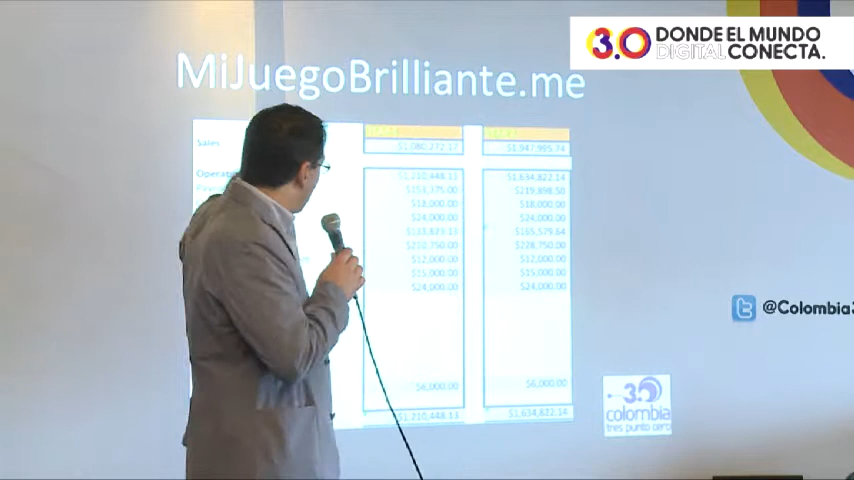 3.0 DONDE EL MUNDO
DIGITAL CONECTA.
MiJuegoBrilliante.me
Sales $1,080,272.17 $1,947,995.74
$1,210,448.13 $1,634,822.14
$153,375.00 $219,898.50
$18,000.00 $18,000.00
$24,000.00 $24,000.00
$165,579.64
$210,750.00 $228,750.00
$12,000.00 $12,000.00
$15,000.00 $15,000.00
$24,000.00 $24,000.00
@Colombia3
$6,000.00 $6,000.00
$1,210,448.13 $1,634,822.14
3.0
colombia
tres punto cero